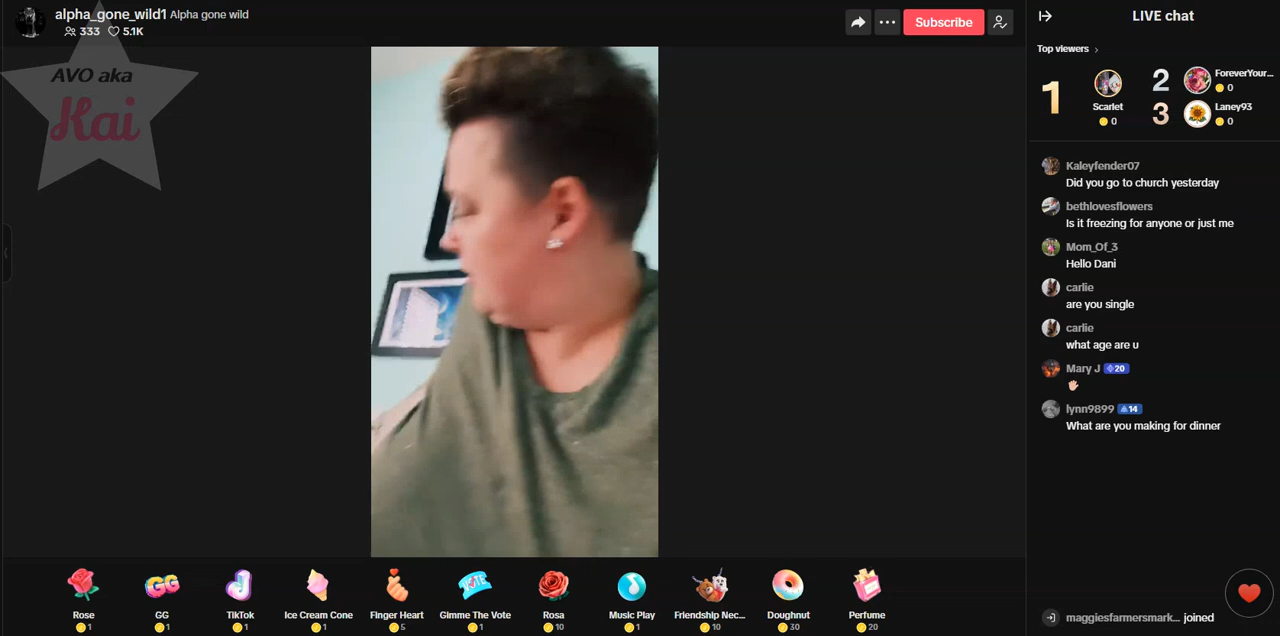 alpha_gone_wild1 Alpha gone wild
333 5.1K
Subscribe
AVO aka
Kai
LIVE chat
Top viewers
1
Scarlet
0
2
ForeverYour...
0
3
Laney93
0
Kaleyfender07
Did you go to church yesterday
bethlovesflowers
Is it freezing for anyone or just me
Mom_Of_3
Hello Dani
carlie
are you single
carlie
what age are u
Mary J 20
lynn9899 14
What are you making for dinner
maggiesfarmersmark... joined
GG
VOTE
Rose GG TikTok Ice Cream Cone Finger Heart Gimme The Vote Rosa Music Play Friendship Nec... Doughnut Perfume
1 1 1 1 5 1 10 1 10 30 20